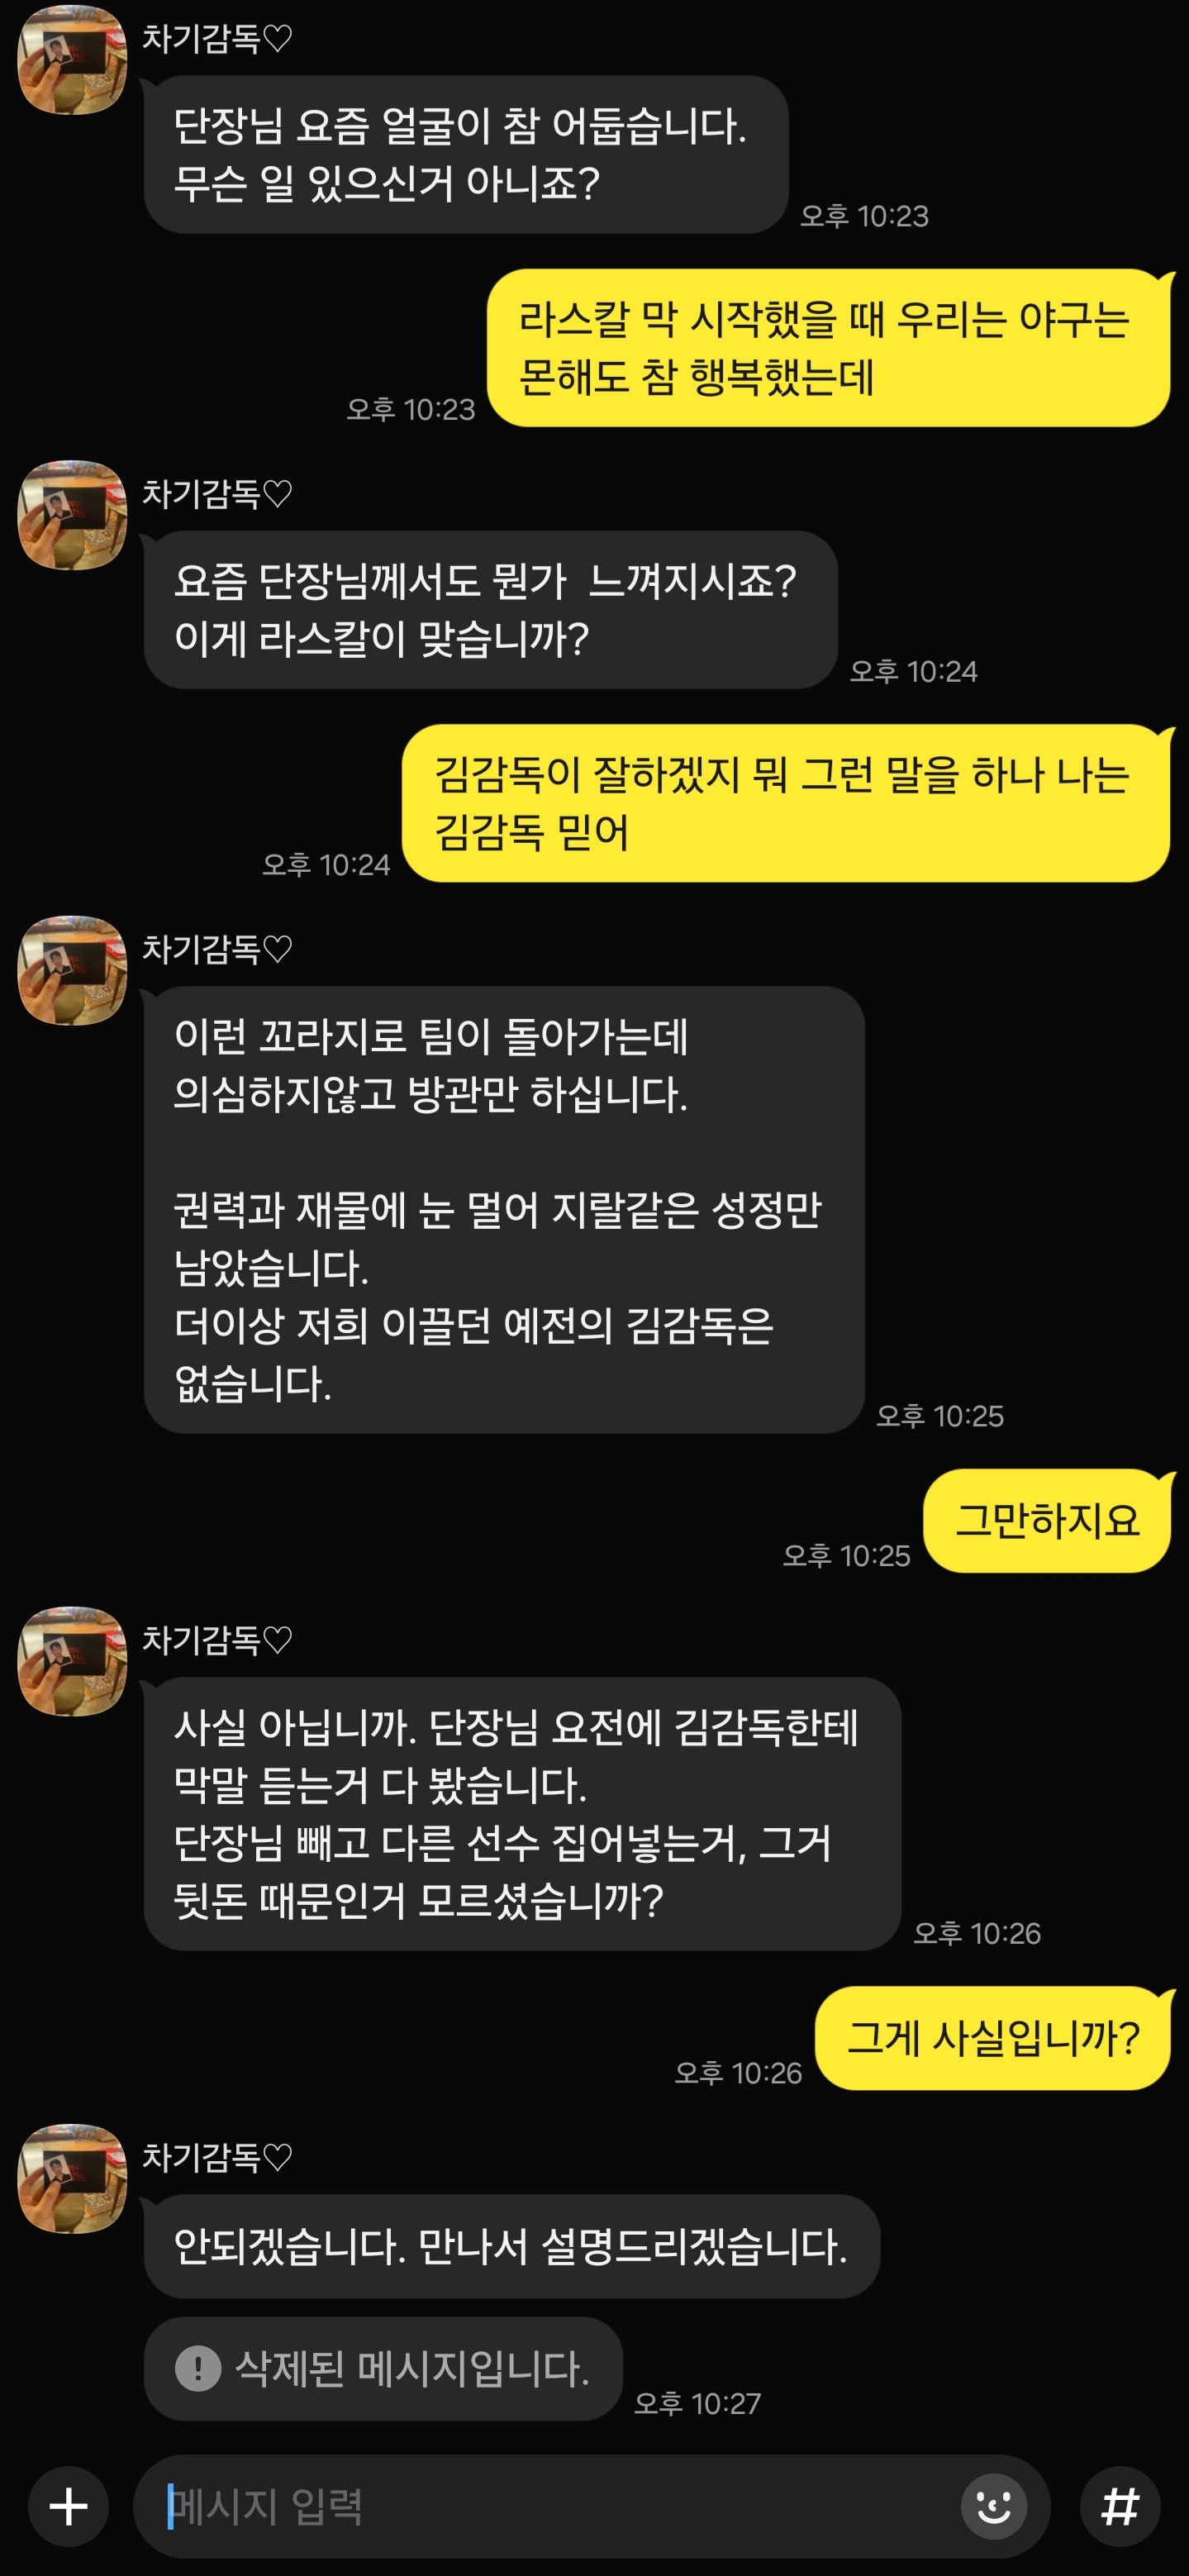 차기감독♡
단장님 요즘 얼굴이 참 어둡습니다.
무슨 일 있으신거 아니죠?
오후 10:23
라스칼 막 시작했을 때 우리는 야구는
몬해도 참 행복했는데
오후 10:23
차기감독♡
요즘 단장님께서도 뭔가  느껴지시죠?
이게 라스칼이 맞습니까?
오후 10:24
김감독이 잘하겠지 뭐 그런 말을 하나 나는
김감독 믿어
오후 10:24
차기감독♡
이런 꼬라지로 팀이 돌아가는데
의심하지않고 방관만 하십니다.
권력과 재물에 눈 멀어 지랄같은 성정만
남았습니다.
더이상 저희 이끌던 예전의 김감독은
없습니다.
오후 10:25
그만하지요
오후 10:25
차기감독♡
사실 아닙니까. 단장님 요전에 김감독한테
막말 듣는거 다 봤습니다.
단장님 빼고 다른 선수 집어넣는거, 그거
뒷돈 때문인거 모르셨습니까?
오후 10:26
그게 사실입니까?
오후 10:26
차기감독♡
안되겠습니다. 만나서 설명드리겠습니다.
삭제된 메시지입니다.
오후 10:27
메시지 입력